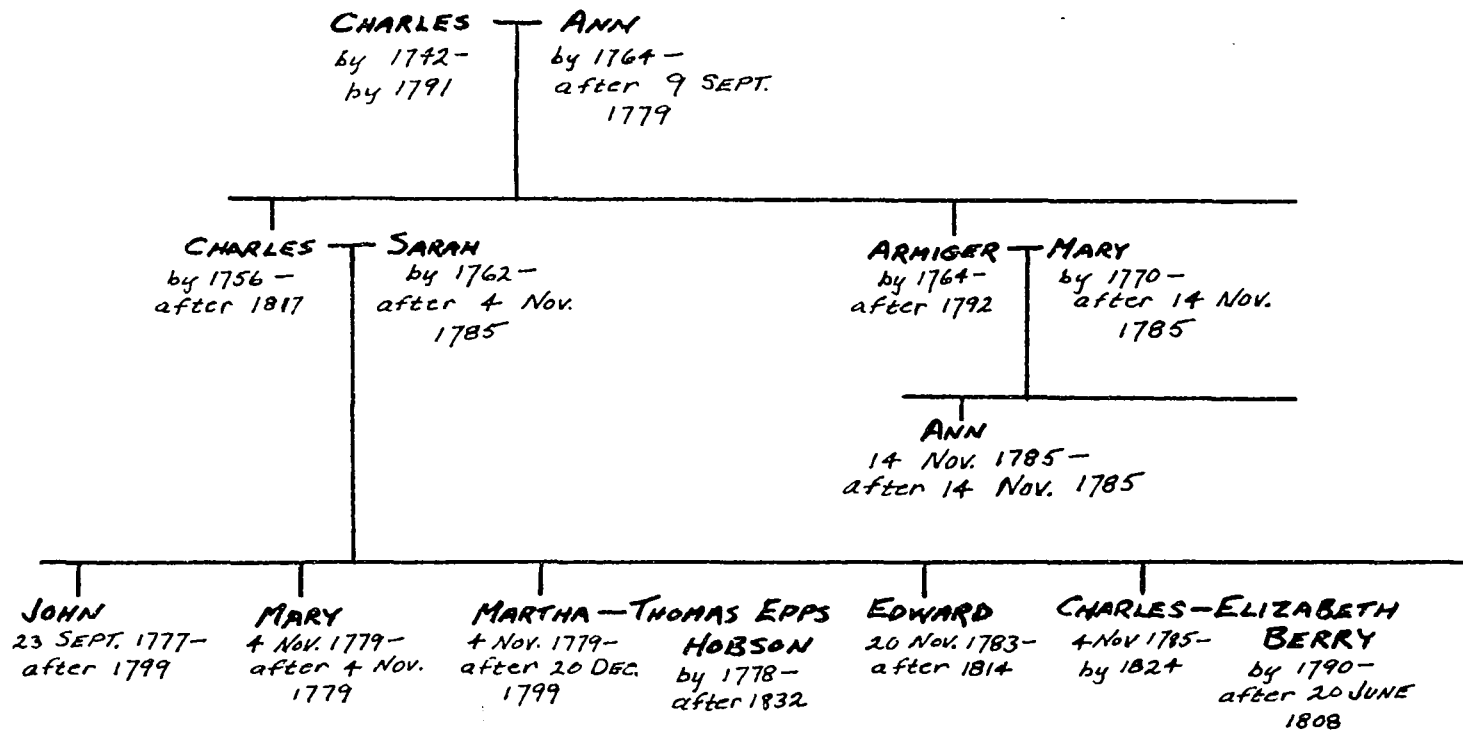 CHARLES — ANN
by 1742–
by 1791
by 1764 –
after 9 SEPT.
1779
CHARLES — SARAH
by 1756 –
after 1817
by 1762 –
after 4 Nov.
1785
ARMIGER — MARY
by 1764–
after 1792
by 1770 –
after 14 Nov.
1785
ANN
14 Nov. 1785 –
after 14 Nov. 1785
JOHN
23 SEPT. 1777–
after 1799
MARY
4 Nov. 1779–
after 4 Nov.
1779
MARTHA — THOMAS EPPS
HOBSON
4 Nov. 1779–
after 20 DEC.
1799
by 1778 –
after 1832
EDWARD
20 Nov. 1783–
after 1814
CHARLES – ELIZABETH
BERRY
4 Nov 1785–
by 1824
by 1790 –
after 20 JUNE
1808